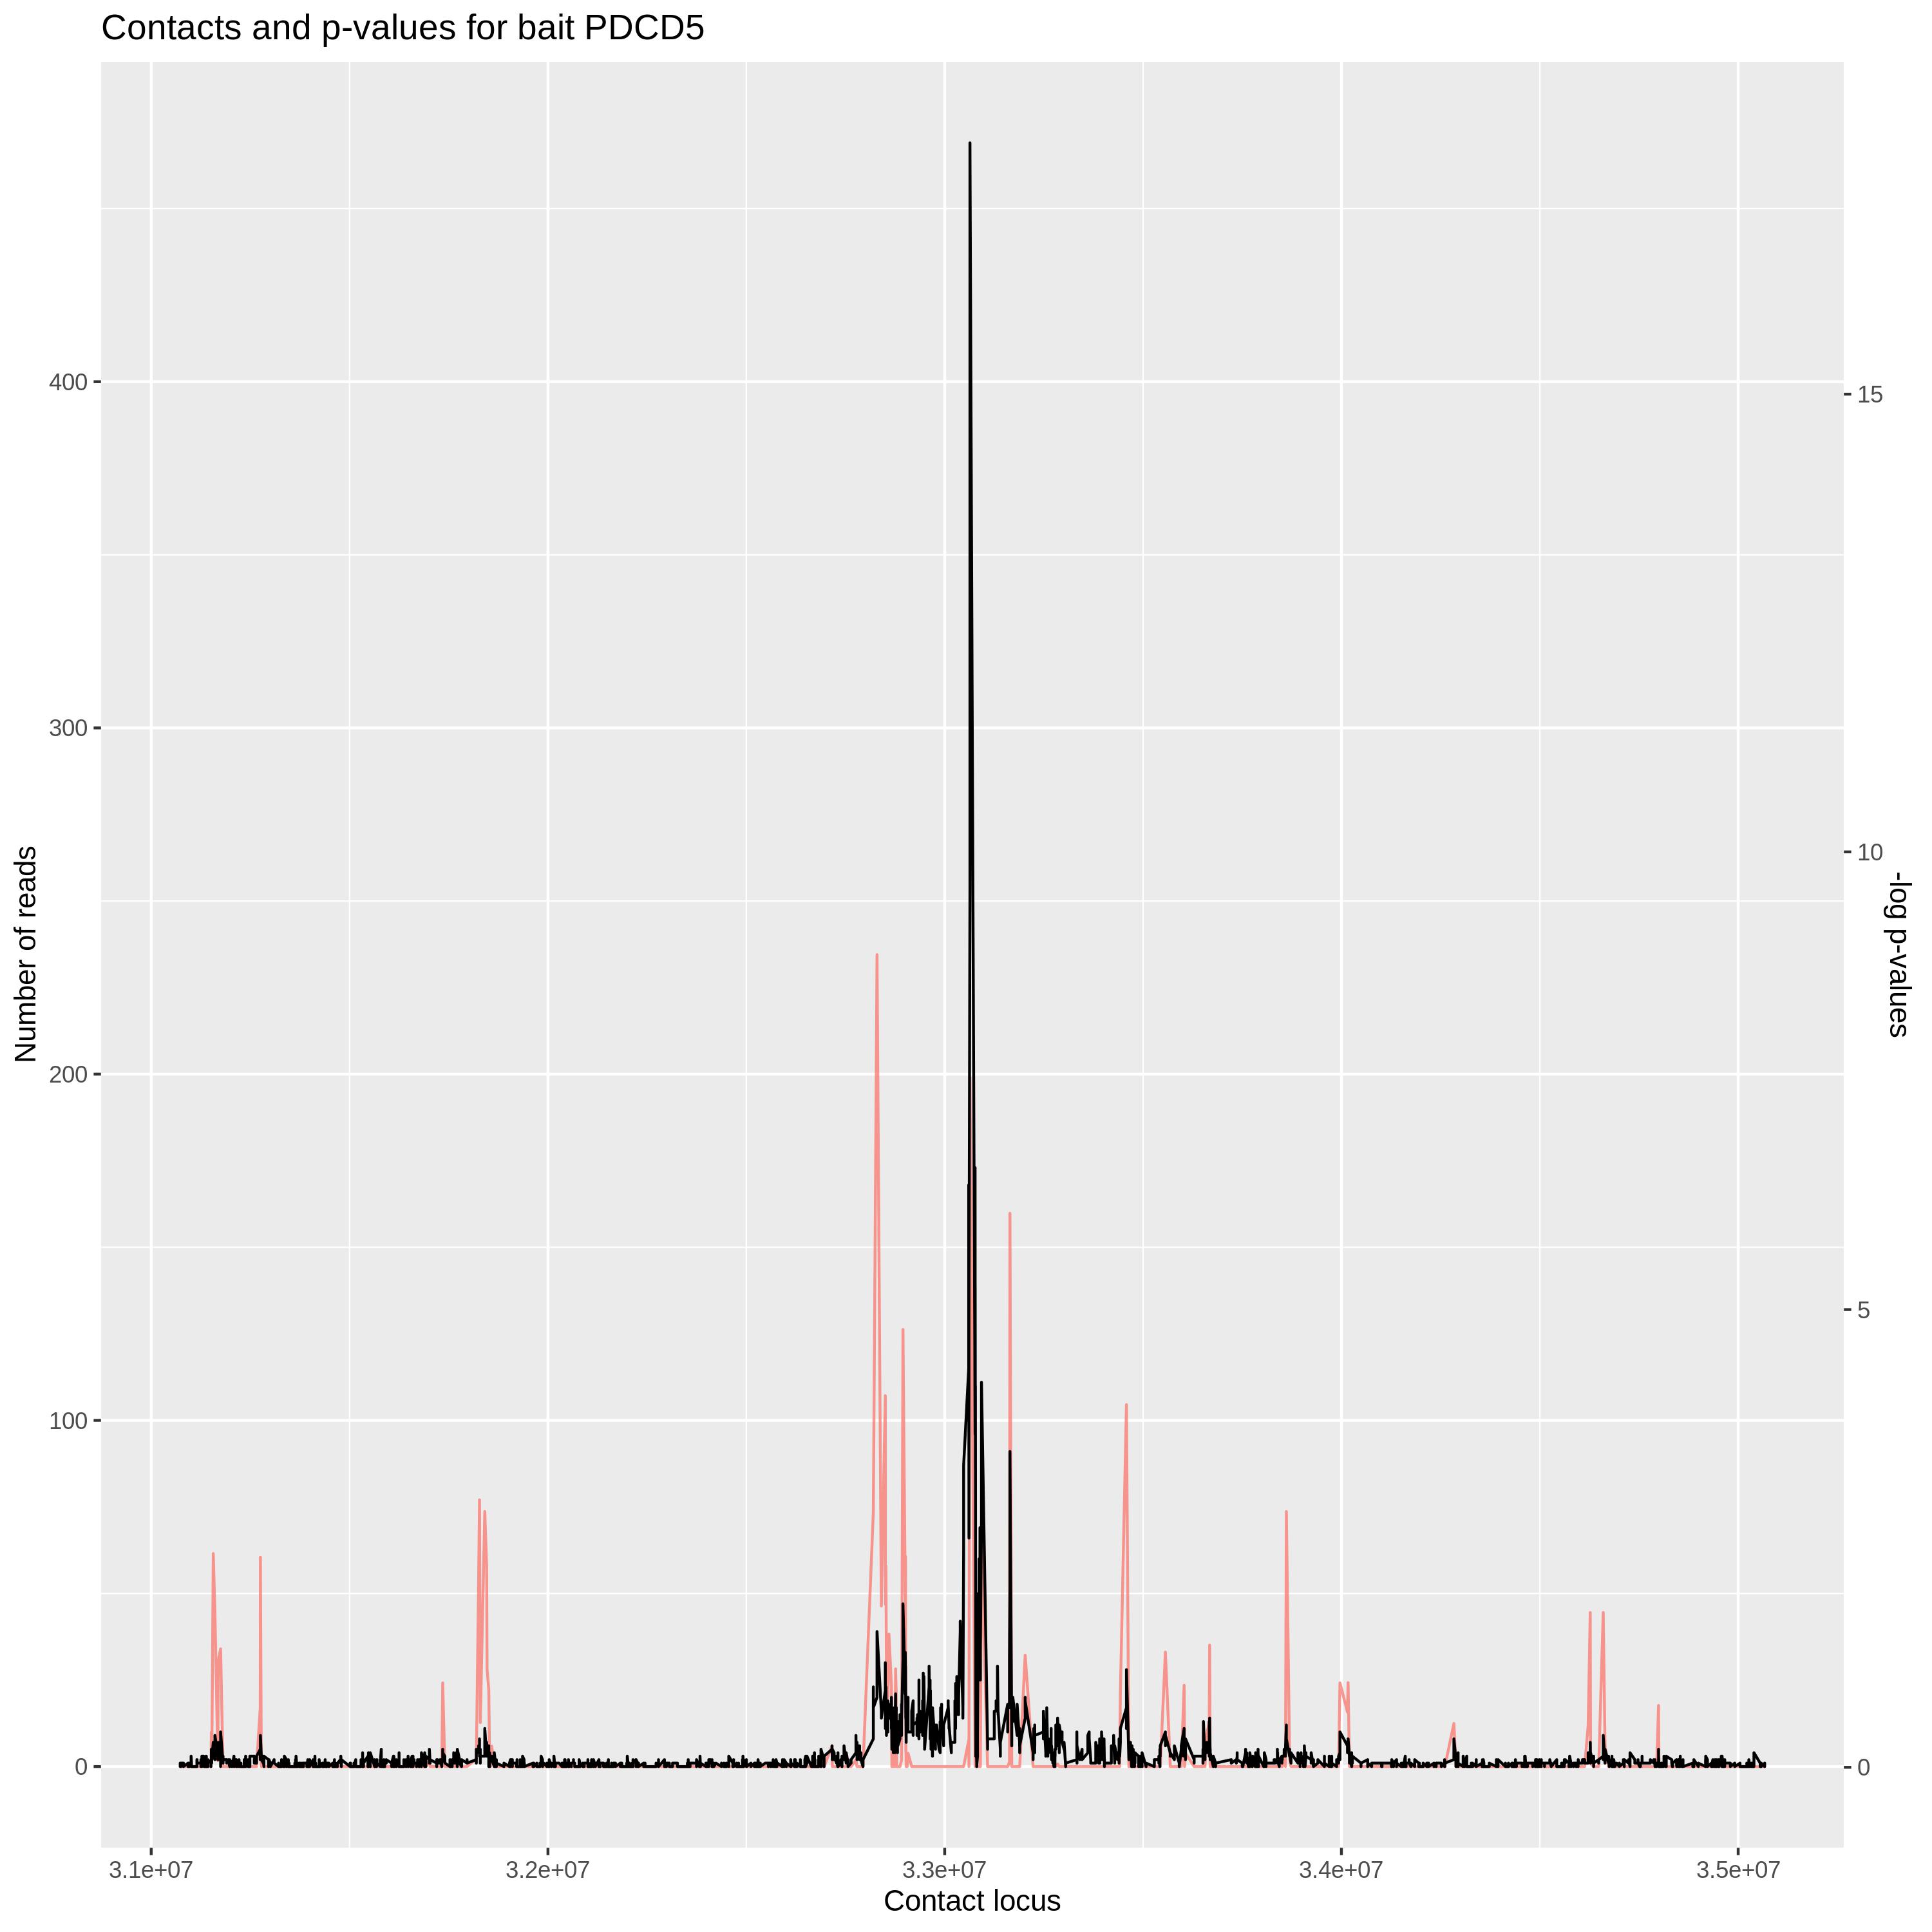 Contacts and p-values for bait PDCD5
Number of reads
400
300
200
100
0
15
10
5
0
-log p-values
3.1e+07
3.2e+07
3.3e+07
3.4e+07
3.5e+07
Contact locus